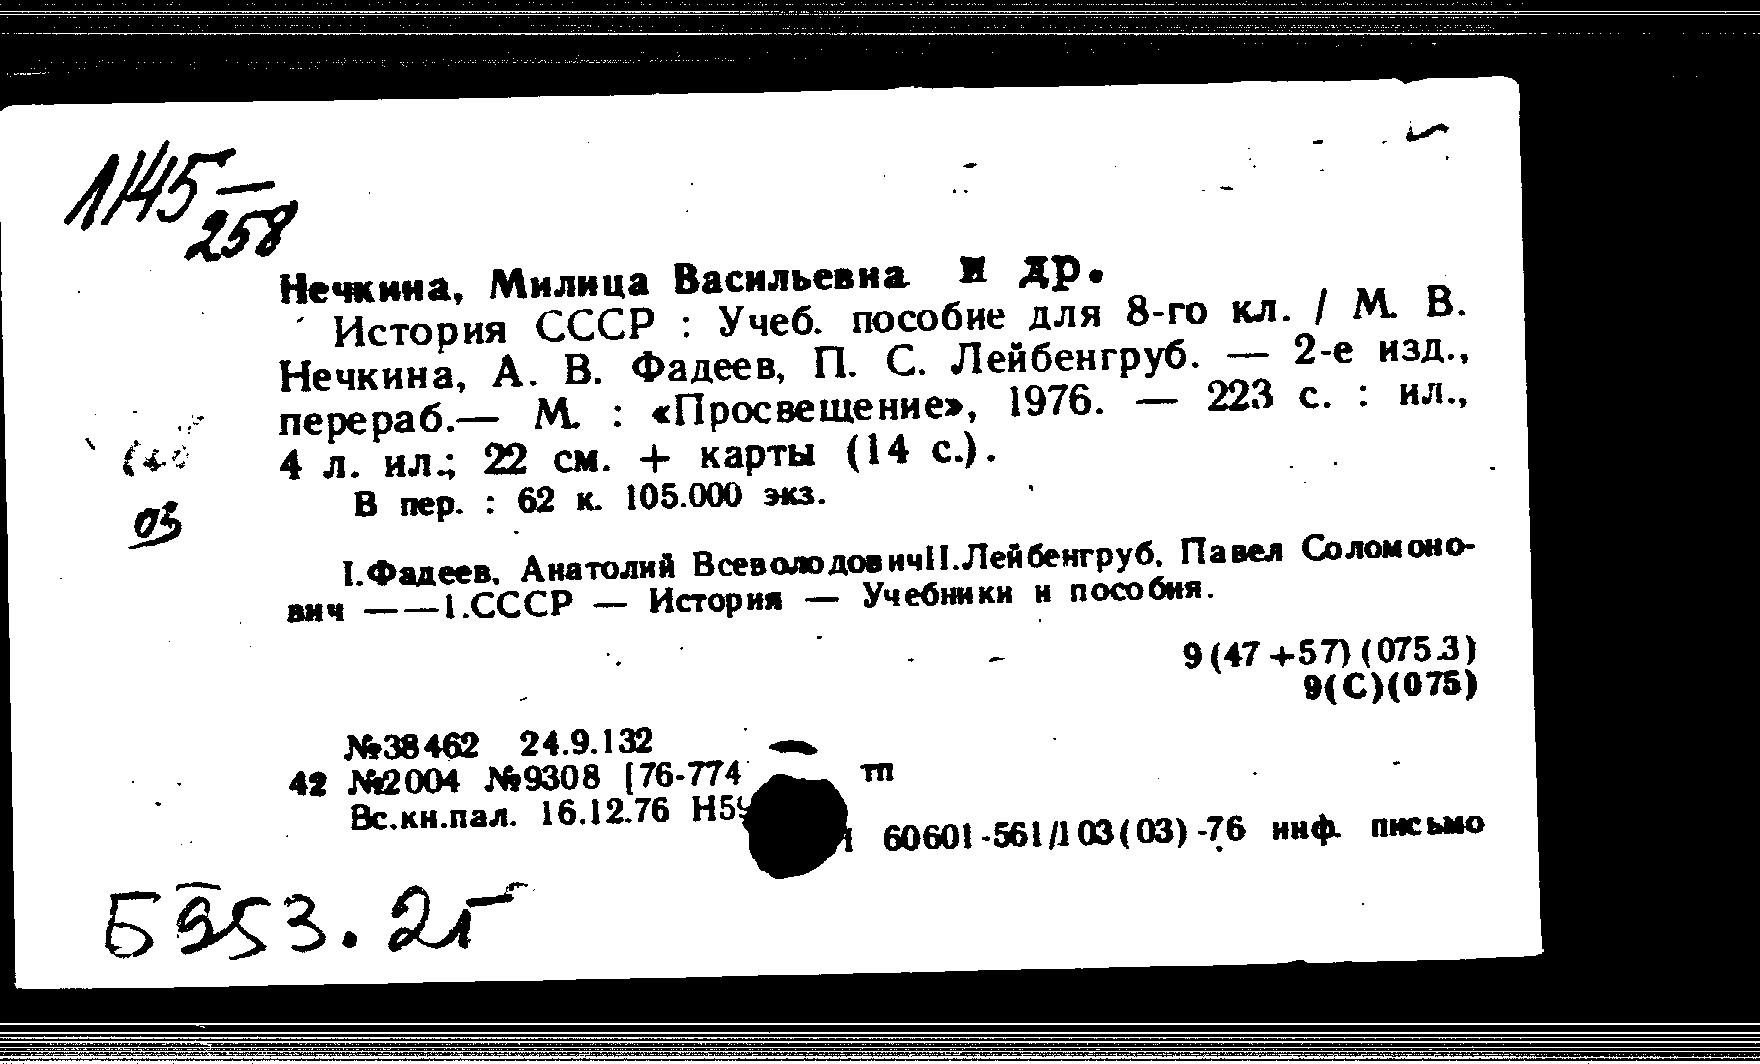 1145-
258
Нечкина, Милица Васильевна и др.
История СССР : Учеб. пособие для 8-го кл. / М. В.
Нечкина, А. В. Фадеев, П. С. Лейбенгруб. — 2-е изд.,
перераб.— М. : «Просвещение», 1976. — 223 с. : ил.,
4 л. ил.; 22 см. + карты (14 с.).
03
В пер. : 62 к. 105.000 экз.
I.Фадеев, Анатолий ВсеволодовичII.Лейбенгруб, Павел Соломоно-
вич ——1.СССР — История — Учебники и пособия.
9(47+57)(075.3)
9(С)(075)
№38462 24.9.132
42 №2004 №9308 [76-774 тп
Вс.кн.пал. 16.12.76 Н59
60601-561/103(03)-76 инф. письмо